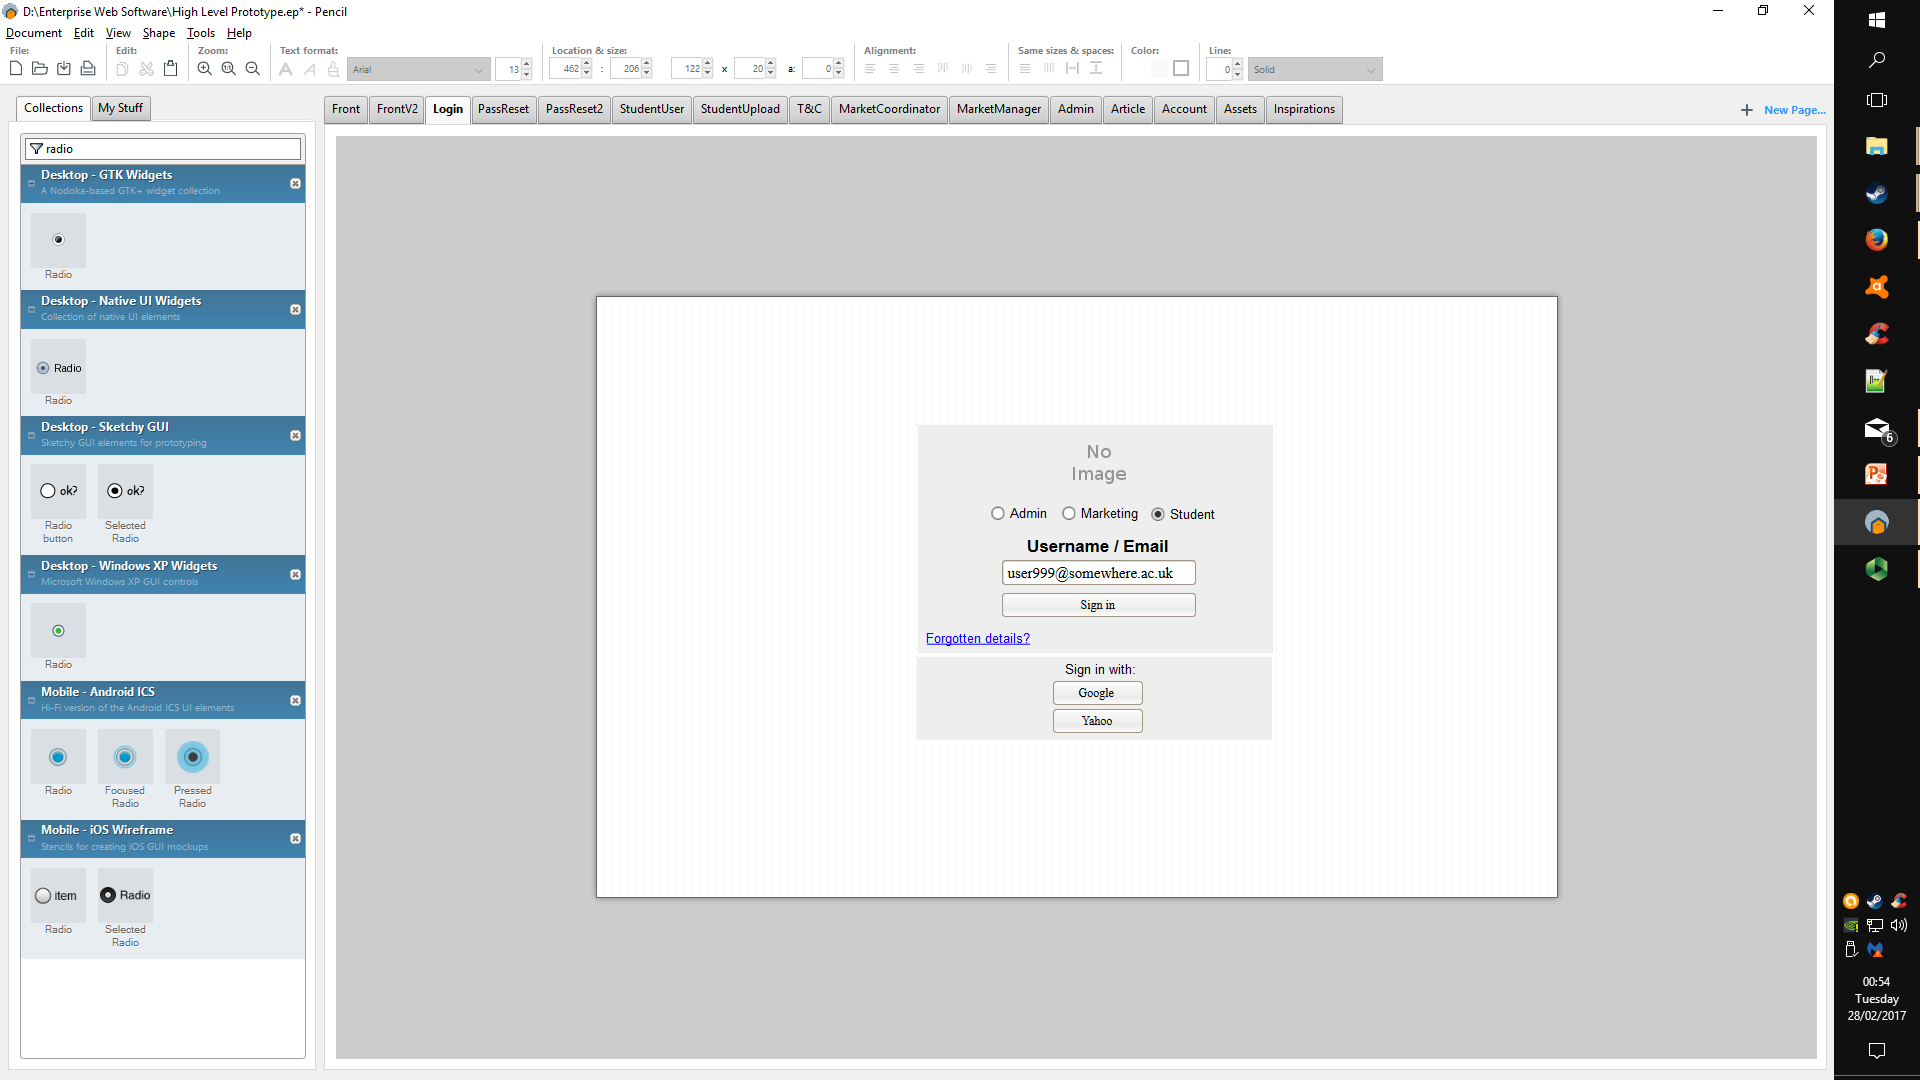 D:\Enterprise Web Software\High Level Prototype.ep* - Pencil
Document Edit View Shape Tools Help
File: Edit: Zoom: Text format: Location & size: Alignment: Same sizes & spaces: Color: Line:
1:1 Arial 13 462 : 206 122 x 20 a: 0 0 Solid
Collections My Stuff
Front FrontV2 Login PassReset PassReset2 StudentUser StudentUpload T&C MarketCoordinator MarketManager Admin Article Account Assets Inspirations
New Page...
radio
Desktop - GTK Widgets
A Nodoka-based GTK+ widget collection
Radio
Desktop - Native UI Widgets
Collection of native UI elements
Radio
Radio
Desktop - Sketchy GUI
Sketchy GUI elements for prototyping
ok? ok?
Radio button
Selected Radio
Desktop - Windows XP Widgets
Microsoft Windows XP GUI controls
Radio
Mobile - Android ICS
Hi-Fi version of the Android ICS UI elements
Radio
Focused Radio
Pressed Radio
Mobile - iOS Wireframe
Stencils for creating iOS GUI mockups
item Radio
Radio
Selected Radio
No
Image
Admin Marketing Student
Username / Email
user999@somewhere.ac.uk
Sign in
Forgotten details?
Sign in with:
Google
Yahoo
6
00:54
Tuesday
28/02/2017